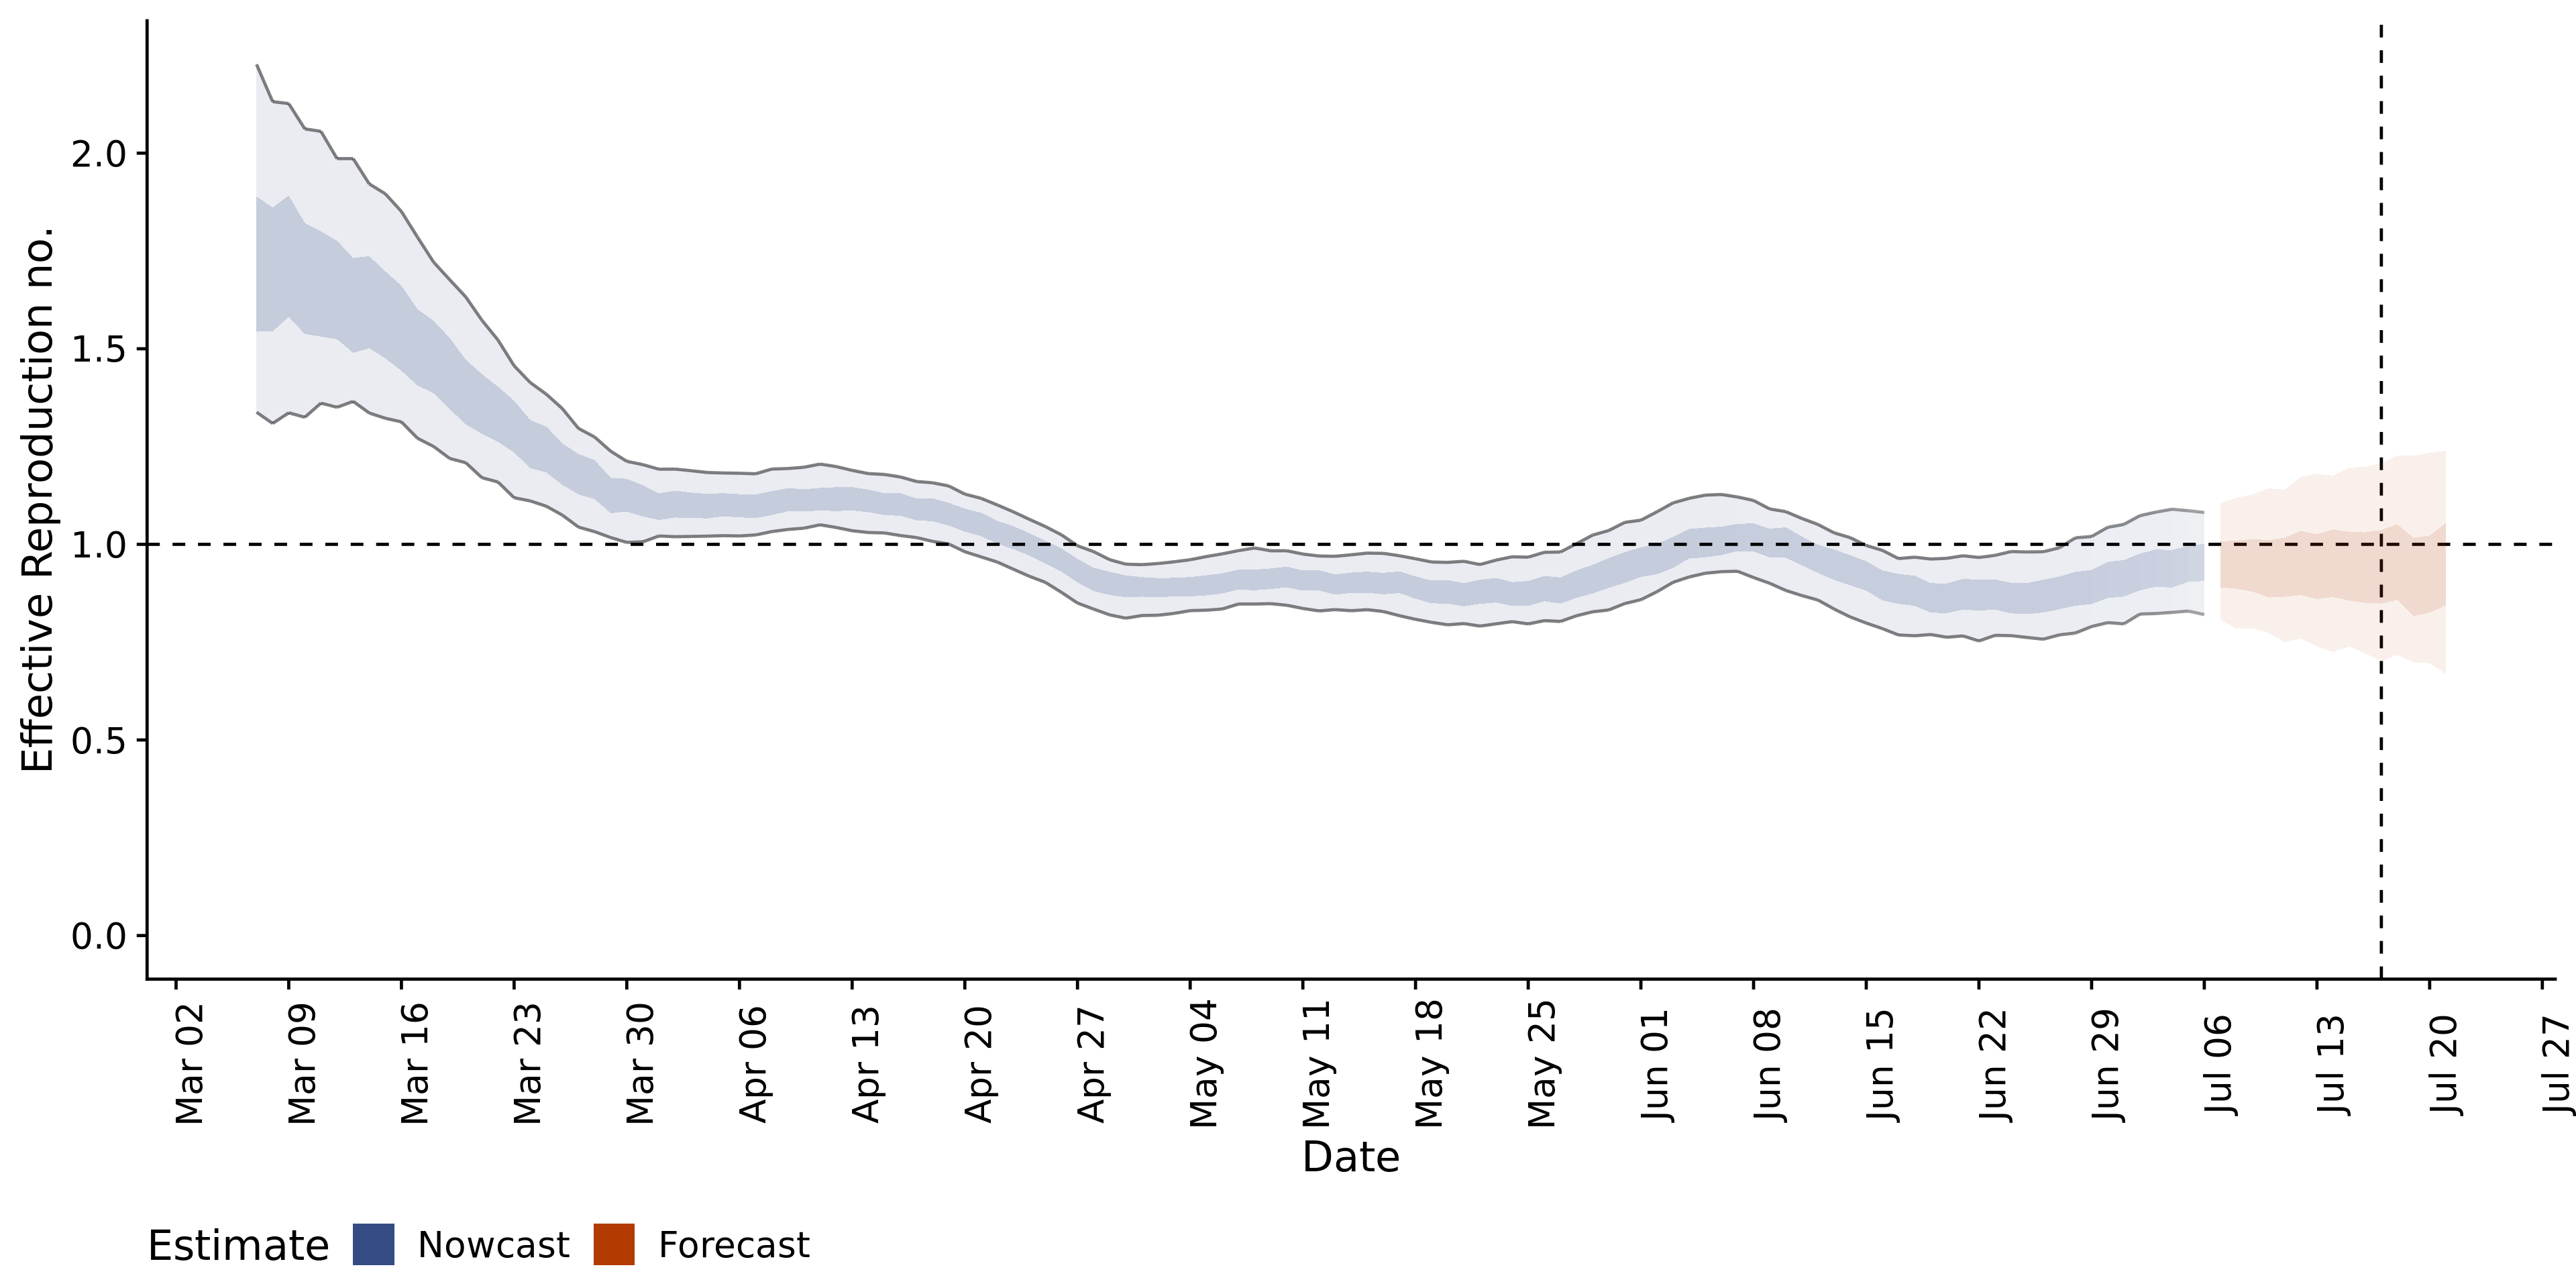 Effective Reproduction no.
2.0
1.5
1.0
0.5
0.0
Mar 02
Mar 09
Mar 16
Mar 23
Mar 30
Apr 06
Apr 13
Apr 20
Apr 27
May 04
May 11
May 18
May 25
Jun 01
Jun 08
Jun 15
Jun 22
Jun 29
Jul 06
Jul 13
Jul 20
Jul 27
Date
Estimate Nowcast Forecast